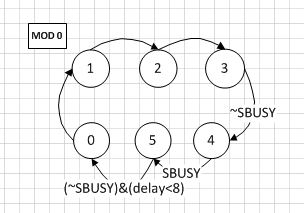 MOD 0
1 2 3
~SBUSY
0 5 4
SBUSY
(~SBUSY)&(delay<8)